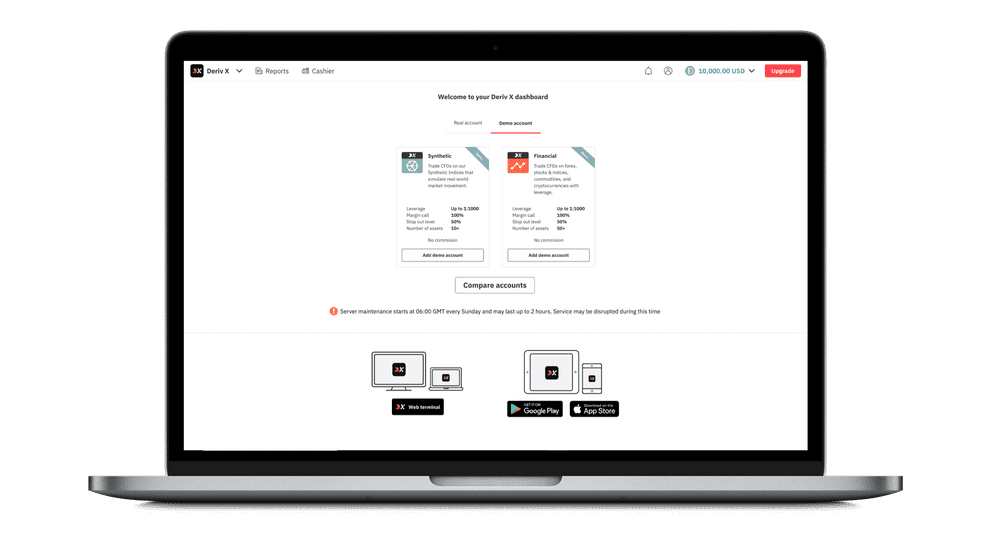 Deriv X
Reports
Cashier
10,000.00 USD
Upgrade
Welcome to your Deriv X dashboard
Real account
Demo account
Synthetic
Trade CFDs on our
Synthetic Indices that
simulate real-world
market movement.
Leverage Up to 1:1000
Margin call 100%
Stop out level 50%
Number of assets 10+
No commision
Add demo account
Financial
Trade CFDs on forex,
stocks & indices,
commodities, and
cryptocurrencies with
leverage.
Leverage Up to 1:1000
Margin call 100%
Stop out level 50%
Number of assets 50+
No commision
Add demo account
Compare accounts
Server maintenance starts at 06:00 GMT every Sunday and may last up to 2 hours. Service may be disrupted during this time
Web terminal
GET IT ON
Google Play
Download on the
App Store